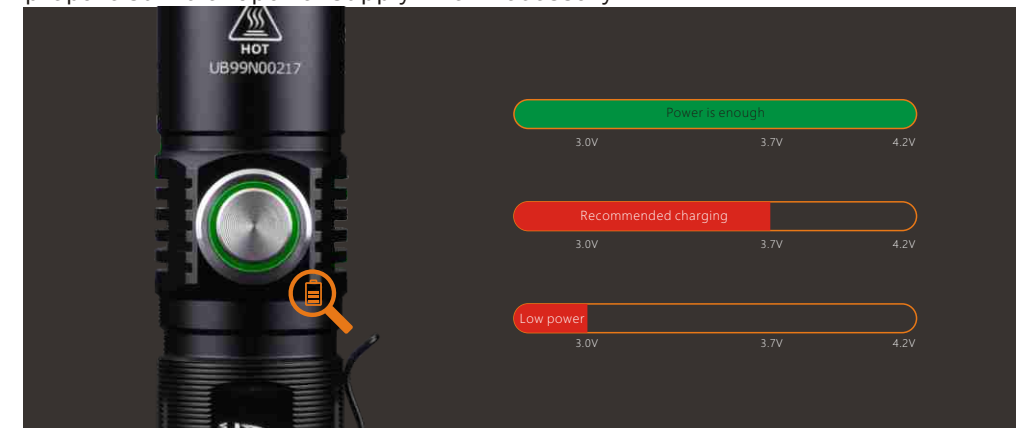 HOT
UB99N00217
Power is enough
3.0V 3.7V 4.2V
Recommended charging
3.0V 3.7V 4.2V
Low power
3.0V 3.7V 4.2V